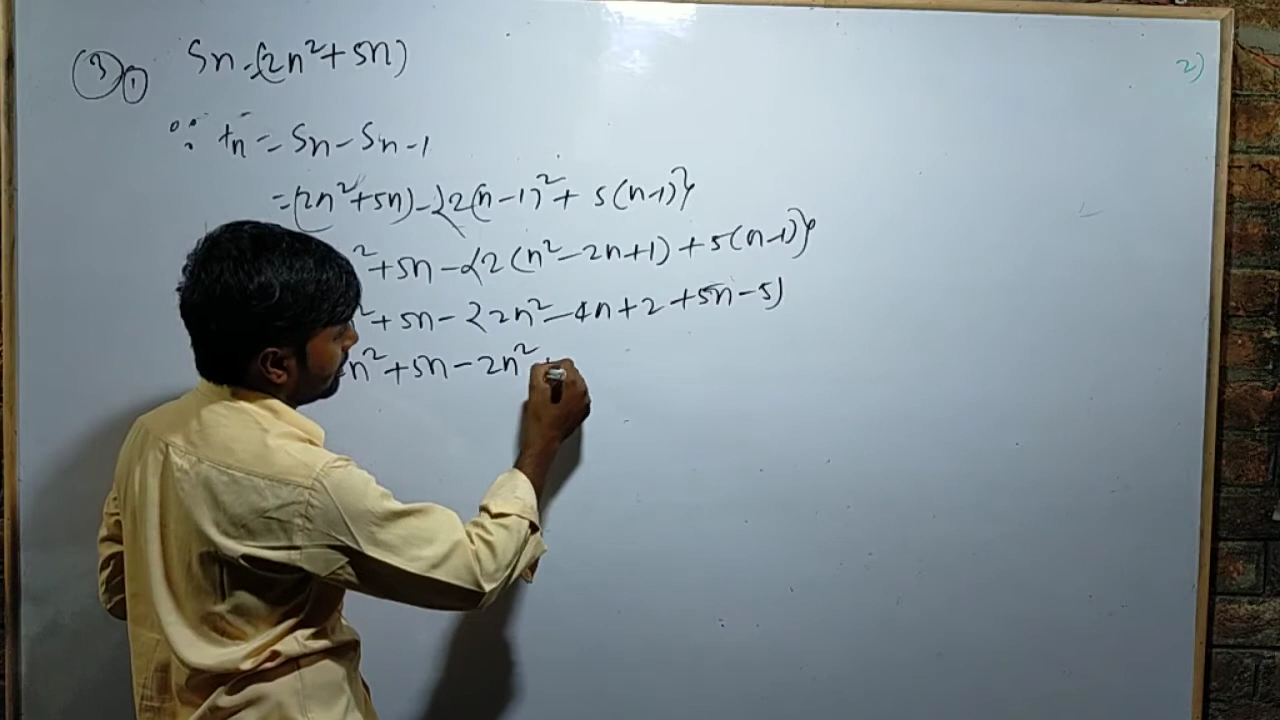 (3) (1) Sn = (2n²+5n)
∵ tn = Sn - Sn-1
= (2n²+5n) - {2(n-1)² + 5(n-1)}
² + 5n - {2(n² - 2n+1) + 5(n-1)}
n² + 5n - {2n² - 4n + 2 + 5n - 5}
n² + 5n - 2n² +
2)